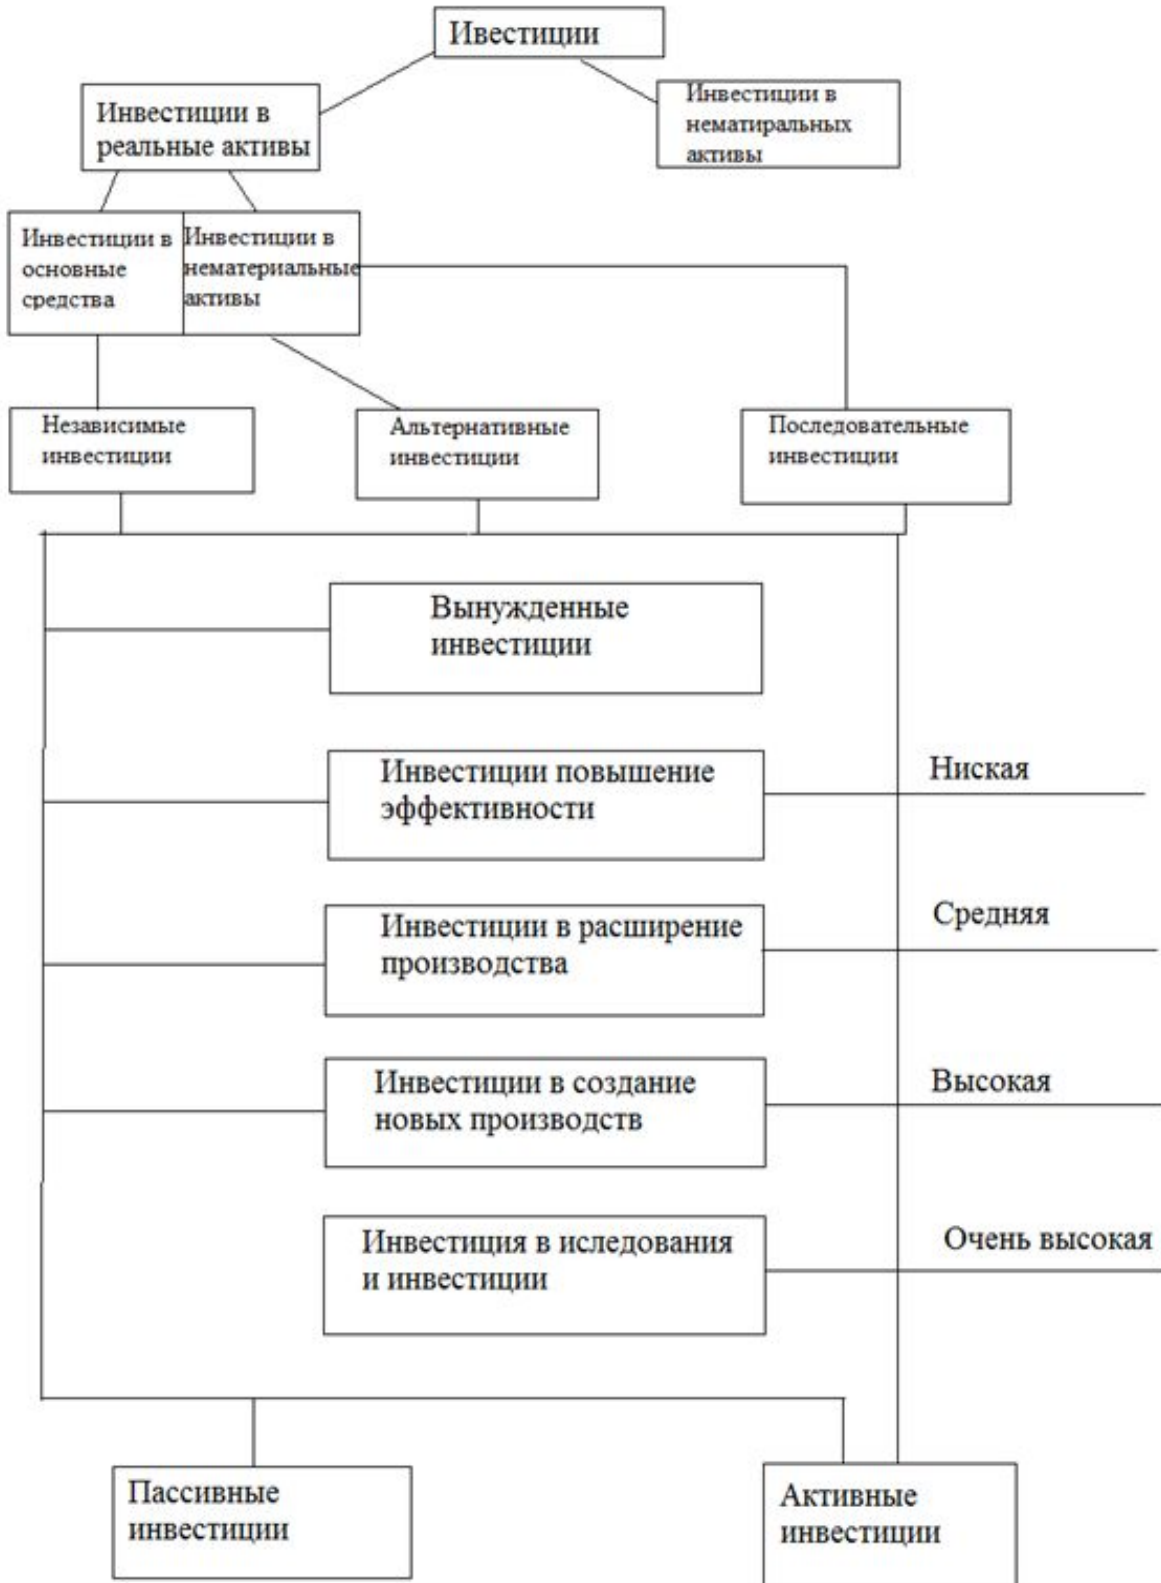 Ивестиции
Инвестиции в
реальные активы
Инвестиции в
нематиральных
активы
Инвестиции в
основные
средства
Инвестиции в
нематериальные
активы
Независимые
инвестиции
Альтернативные
инвестиции
Последовательные
инвестиции
Вынужденные
инвестиции
Инвестиции повышение
эффективности
Ниская
Инвестиции в расширение
производства
Средняя
Инвестиции в создание
новых производств
Высокая
Инвестиция в иследования
и инвестиции
Очень высокая
Пассивные
инвестиции
Активные
инвестиции